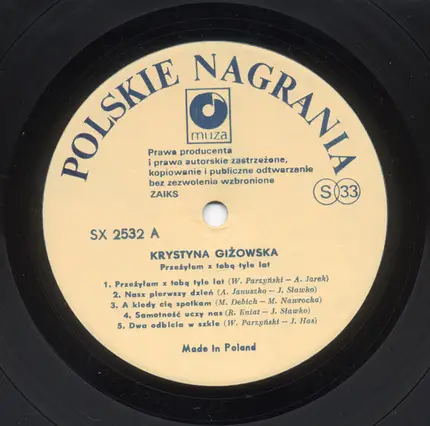 POLSKIE NAGRANIA
muza
Prawa producenta
i prawa autorskie zastrzeżone,
kopiowanie i publiczne odtwarzanie
bez zezwolenia wzbronione
ZAIKS
S 33
SX 2532 A
KRYSTYNA GIŻOWSKA
Przeżyłam z tobą tyle lat
1. Przeżyłam z tobą tyle lat (W. Parzyński – A. Jarek)
2. Nasz pierwszy dzień (A. Januszko – J. Sławko)
3. A kiedy cię spotkam (M. Debich – M. Nawrocka)
4. Samotność uczy nas (R. Kniat – J. Sławko)
5. Dwa odbicia w szkle (W. Parzyński – J. Has)
Made in Poland